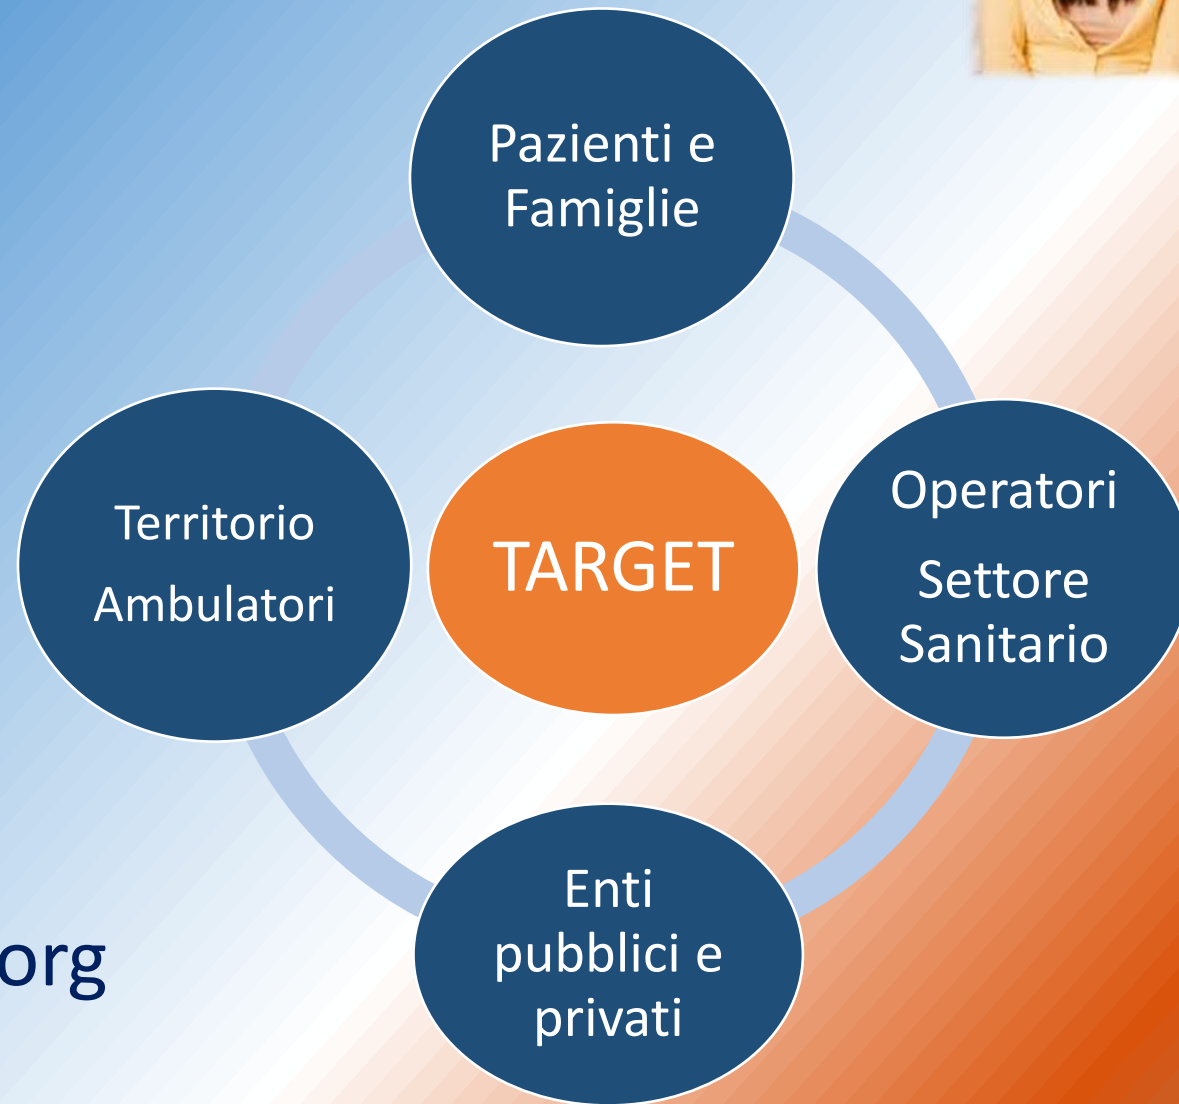 Pazienti e
Famiglie
Territorio
Ambulatori
TARGET
Operatori
Settore
Sanitario
Enti
pubblici e
privati
org